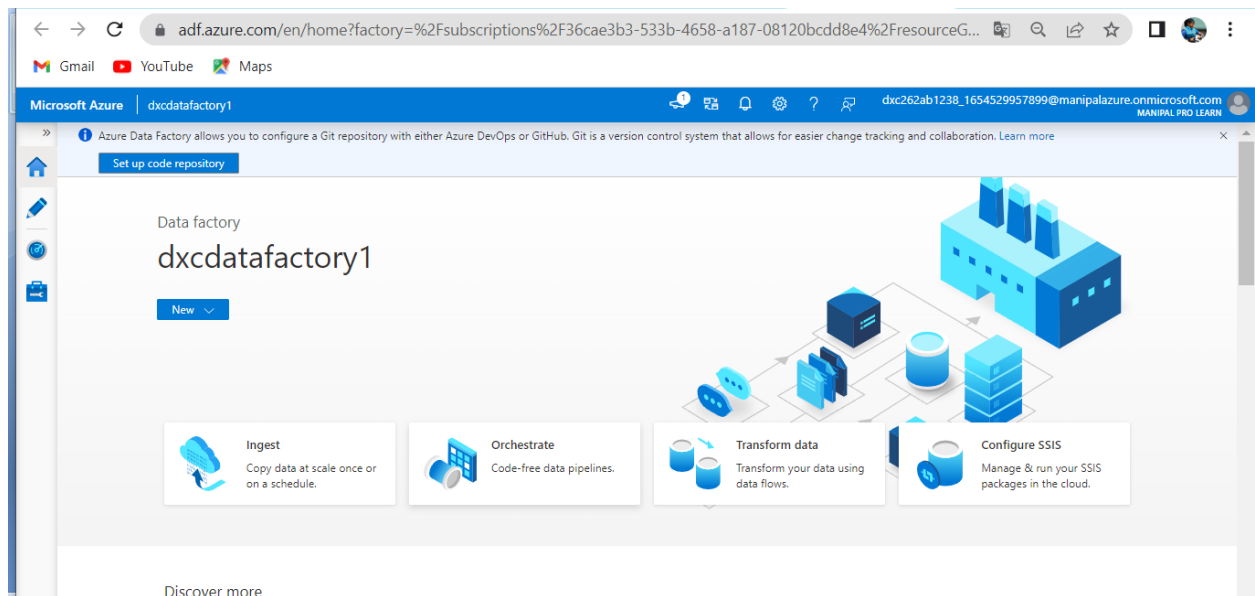 adf.azure.com/en/home?factory=%2Fsubscriptions%2F36cae3b3-533b-4658-a187-08120bcdd8e4%2FresourceG...
Gmail YouTube Maps
Microsoft Azure dxcdatafactory1 1 dxc262ab1238_1654529957899@manipalazure.onmicrosoft.com
MANIPAL PRO LEARN
Azure Data Factory allows you to configure a Git repository with either Azure DevOps or GitHub. Git is a version control system that allows for easier change tracking and collaboration. Learn more
Set up code repository
Data factory
dxcdatafactory1
New
Ingest
Copy data at scale once or
on a schedule.
Orchestrate
Code-free data pipelines.
Transform data
Transform your data using
data flows.
Configure SSIS
Manage & run your SSIS
packages in the cloud.
Discover more